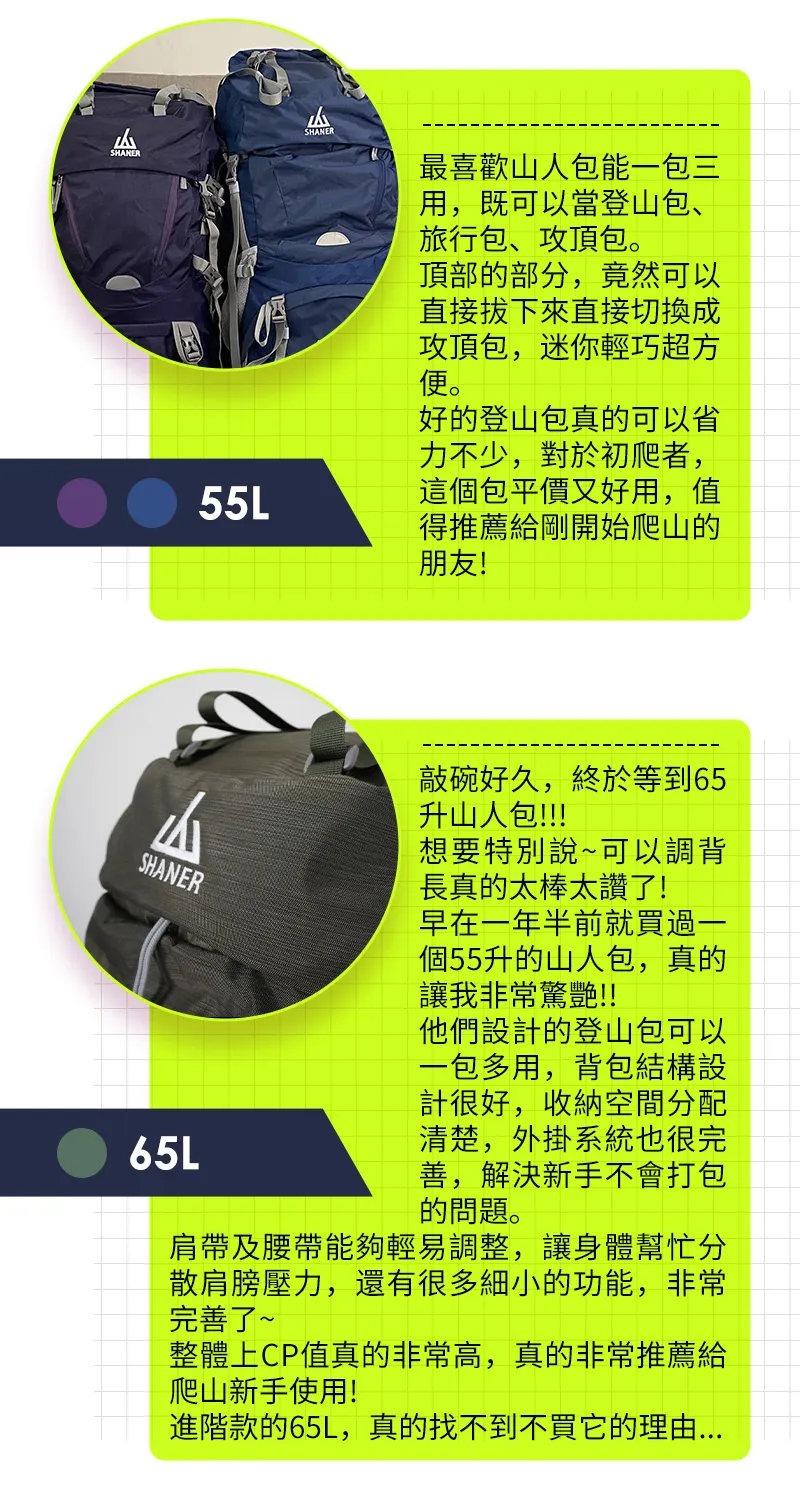 SHANER
SHANER
最喜歡山人包能一包三
用，既可以當登山包、
旅行包、攻頂包。
頂部的部分，竟然可以
直接拔下來直接切換成
攻頂包，迷你輕巧超方
便。
好的登山包真的可以省
力不少，對於初爬者，
這個包平價又好用，值
得推薦給剛開始爬山的
朋友!
55L
SHANER
敲碗好久，終於等到65
升山人包!!!
想要特別說~可以調背
長真的太棒太讚了!
早在一年半前就買過一
個55升的山人包，真的
讓我非常驚艷!!
他們設計的登山包可以
一包多用，背包結構設
計很好，收納空間分配
清楚，外掛系統也很完
善，解決新手不會打包
的問題。
65L
肩帶及腰帶能夠輕易調整，讓身體幫忙分
散肩膀壓力，還有很多細小的功能，非常
完善了~
整體上CP值真的非常高，真的非常推薦給
爬山新手使用!
進階款的65L，真的找不到不買它的理由...